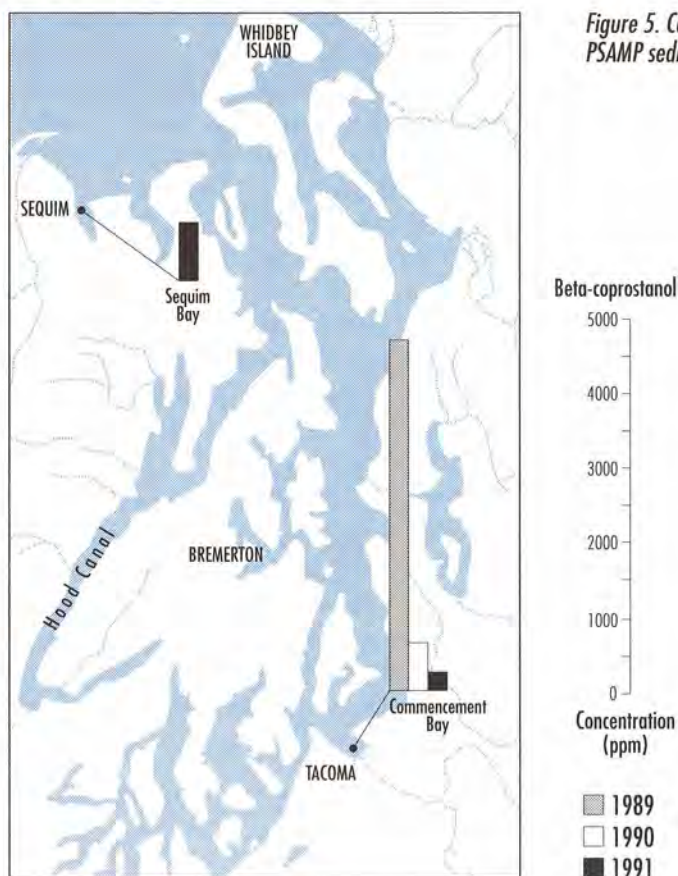 Figure 5. C
PSAMP sed
WHIDBEY
ISLAND
SEQUIM
Sequim
Bay
Hood Canal
BREMERTON
Commencement
Bay
TACOMA
Beta-coprostanol
5000
4000
3000
2000
1000
0
Concentration
(ppm)
1989
1990
1991